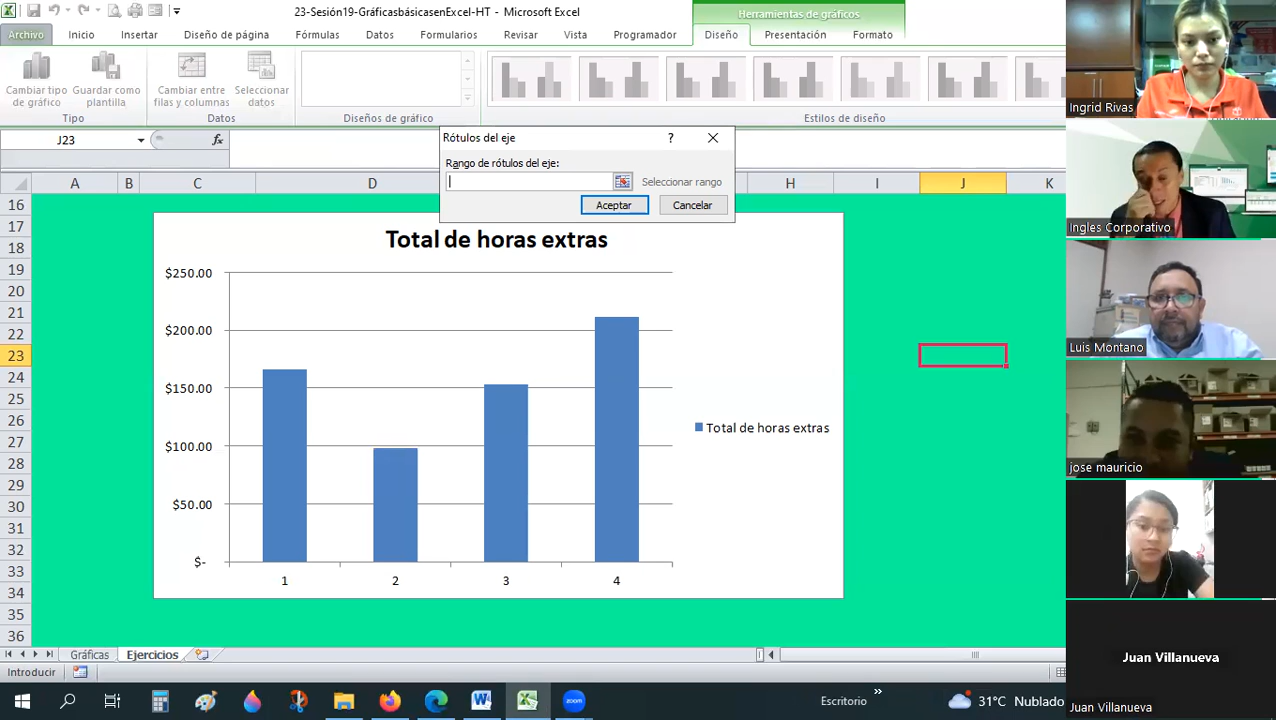 23-Sesión19-GráficasbásicasenExcel-HT - Microsoft Excel
Herramientas de gráficos
Archivo Inicio Insertar Diseño de página Fórmulas Datos Formularios Revisar Vista Programador Diseño Presentación Formato
Cambiar tipo de gráfico
Guardar como plantilla
Cambiar entre filas y columnas
Seleccionar datos
Tipo Datos Diseños de gráfico Estilos de diseño
J23 fx
Rótulos del eje ?
Rango de rótulos del eje:
Seleccionar rango
Aceptar Cancelar
A B C D H I J K
16
17
18
19
20
21
22
23
24
25
26
27
28
29
30
31
32
33
34
35
36
Total de horas extras
$250.00
$200.00
$150.00
$100.00
$50.00
$-
1 2 3 4
Total de horas extras
Gráficas Ejercicios
Introducir
Escritorio » 31°C Nublado
Ingrid Rivas
Ingles Corporativo
Luis Montano
jose mauricio
Juan Villanueva
Juan Villanueva